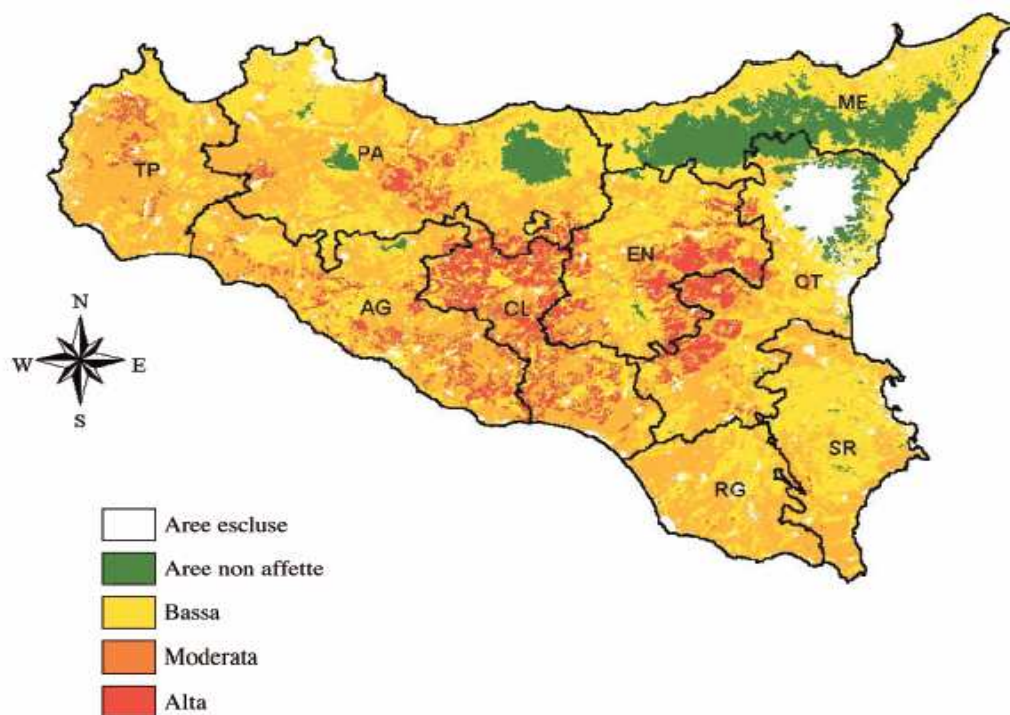 ME
PA
TP
EN
CT
AG
CL
N
W E
S
SR
RG
Aree escluse
Aree non affette
Bassa
Moderata
Alta